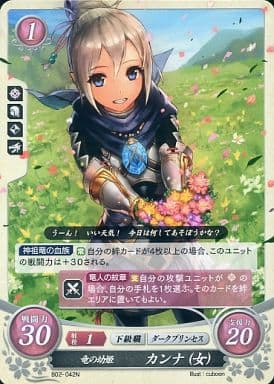 1
うーん! いい天気! 今日は何してあそぼうかな?
神祖竜の血族 常 自分の絆カードが4枚以上の場合、このユニット
の戦闘力は+30される。
竜人の紋章 支 自分の攻撃ユニットが の
場合、自分の手札を1枚選ぶ。そのカードを絆
エリアに置いてもよい。
戦闘力
30
射程 1 下級職 ダークプリンセス
竜の幼姫 カンナ(女)
支援力
20
B02-042N
Illust:cuboon